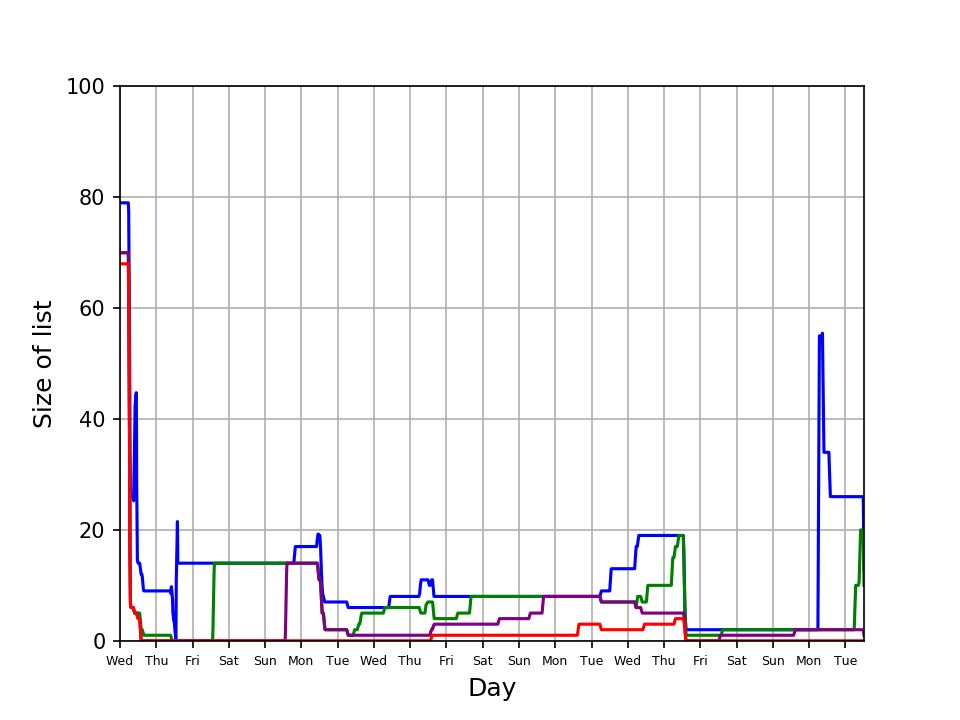 100
80
60
40
20
0
Size of list
Wed Thu Fri Sat Sun Mon Tue Wed Thu Fri Sat Sun Mon Tue Wed Thu Fri Sat Sun Mon Tue
Day